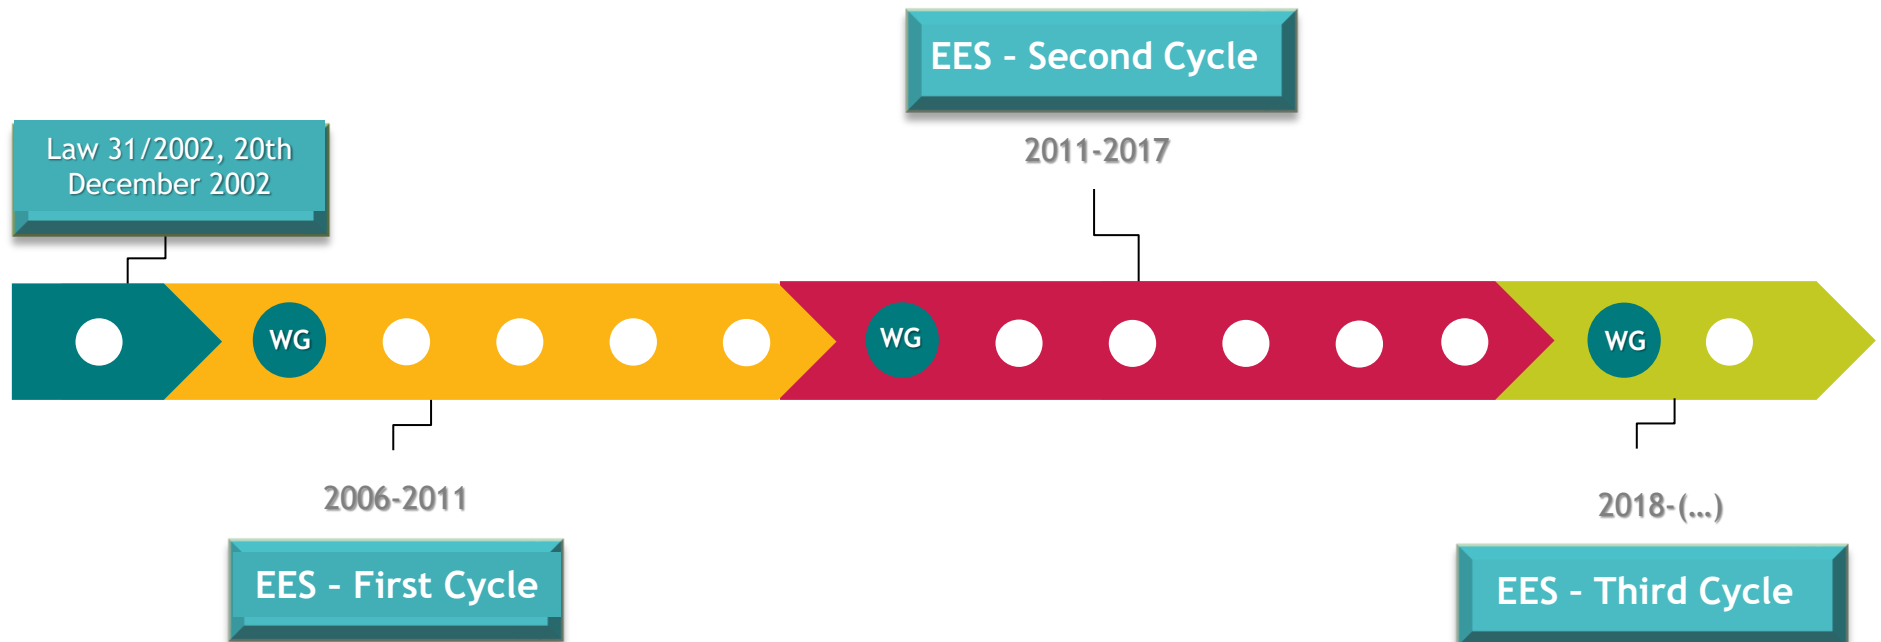 EES – Second Cycle
2011-2017
Law 31/2002, 20th
December 2002
WG
WG
WG
2006-2011
EES – First Cycle
2018-(…)
EES – Third Cycle